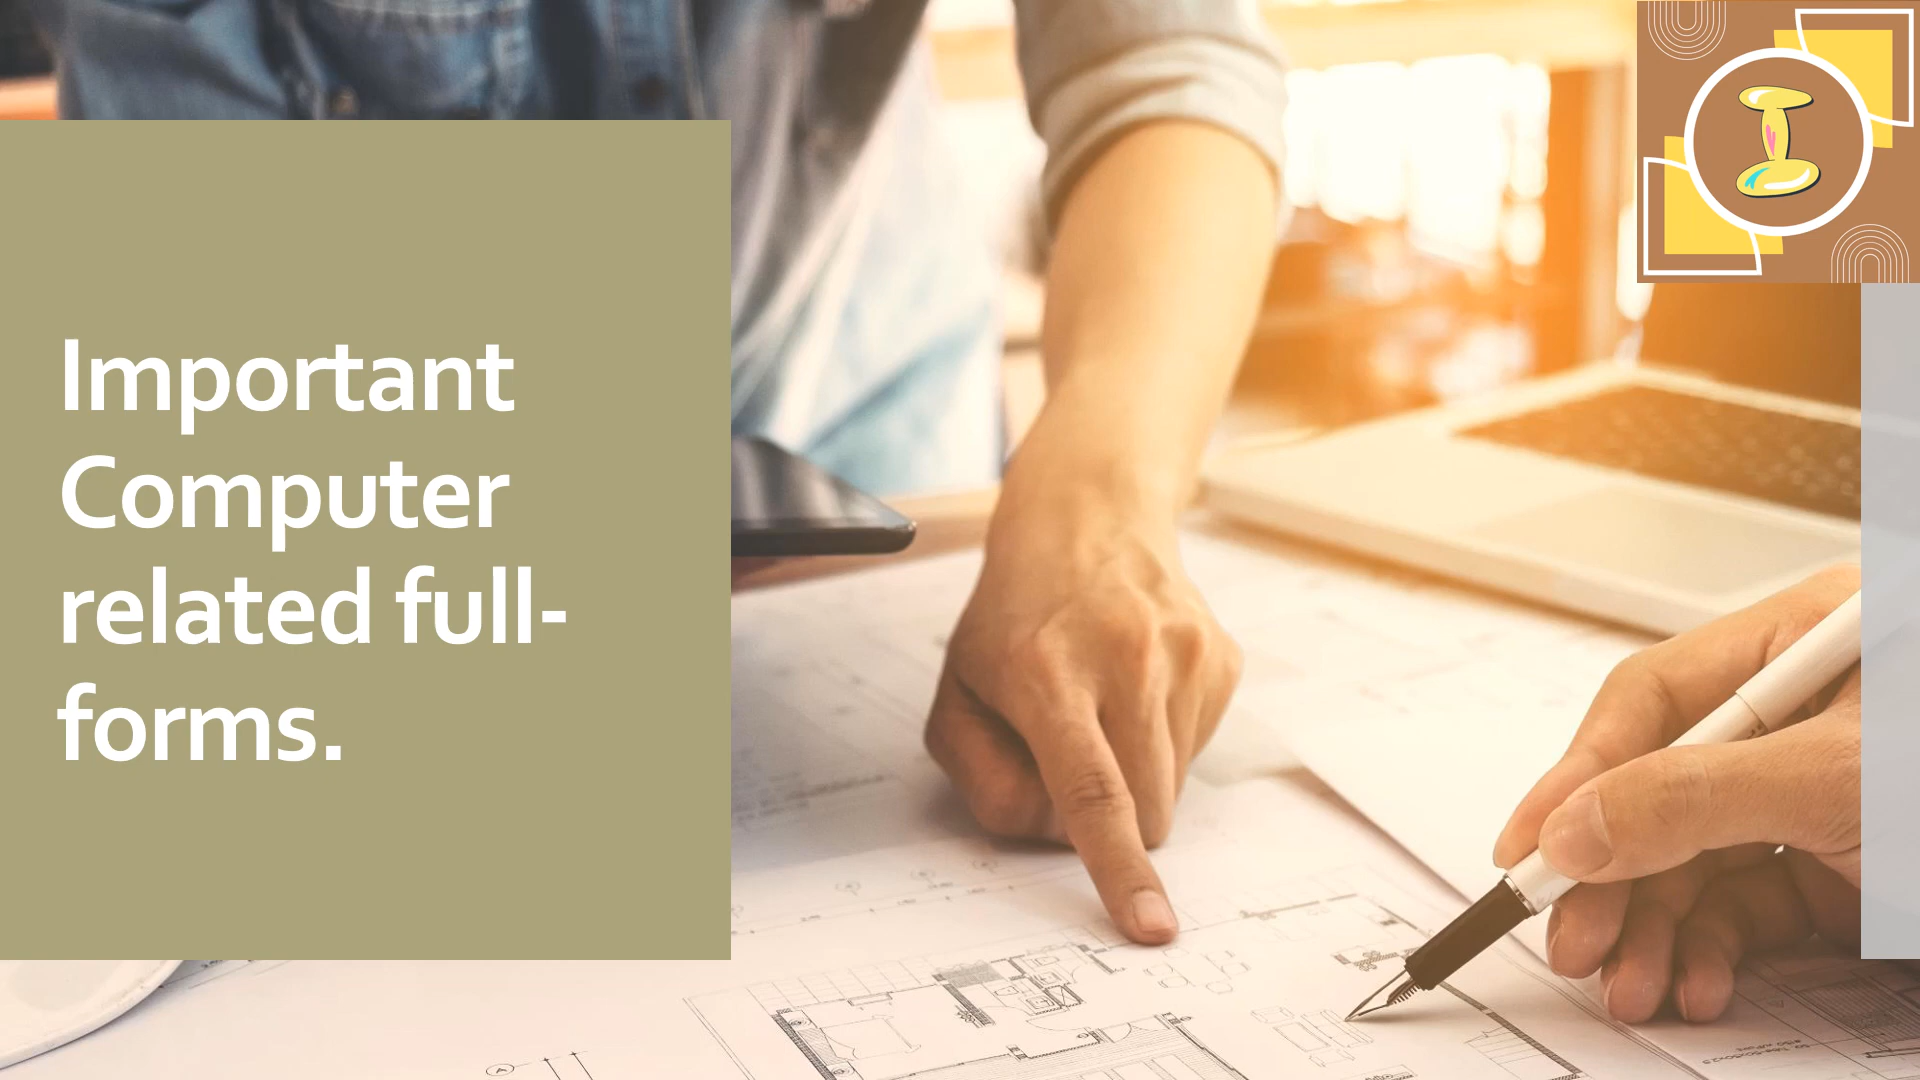 Important
Computer
related full-
forms.
I